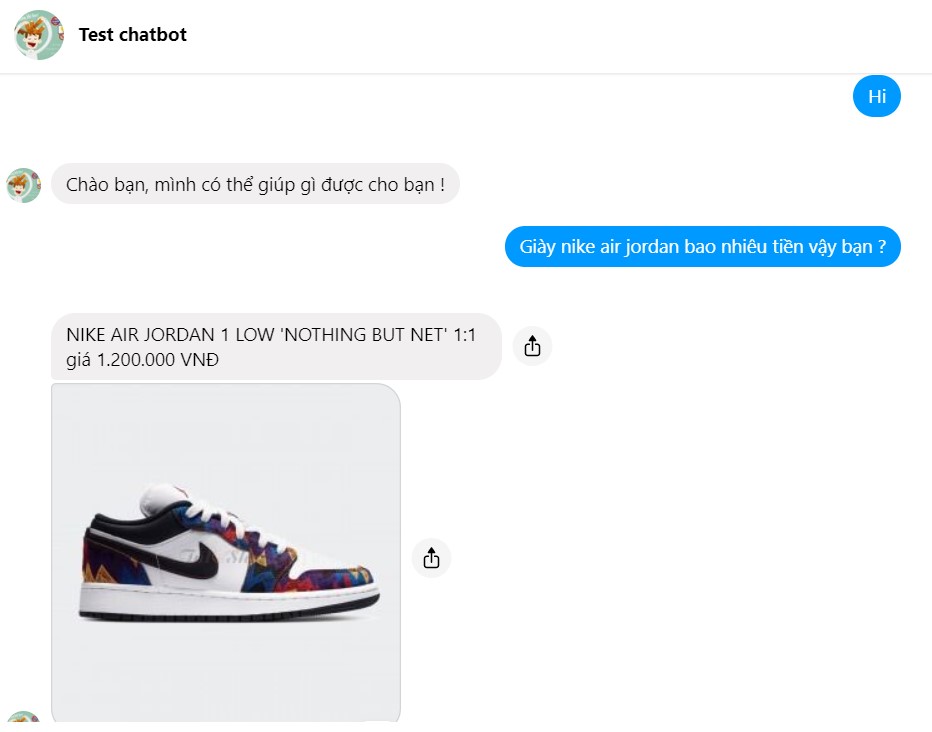 Test chatbot
Hi
Chào bạn, mình có thể giúp gì được cho bạn !
Giày nike air jordan bao nhiêu tiền vậy bạn ?
NIKE AIR JORDAN 1 LOW 'NOTHING BUT NET' 1:1
giá 1.200.000 VNĐ